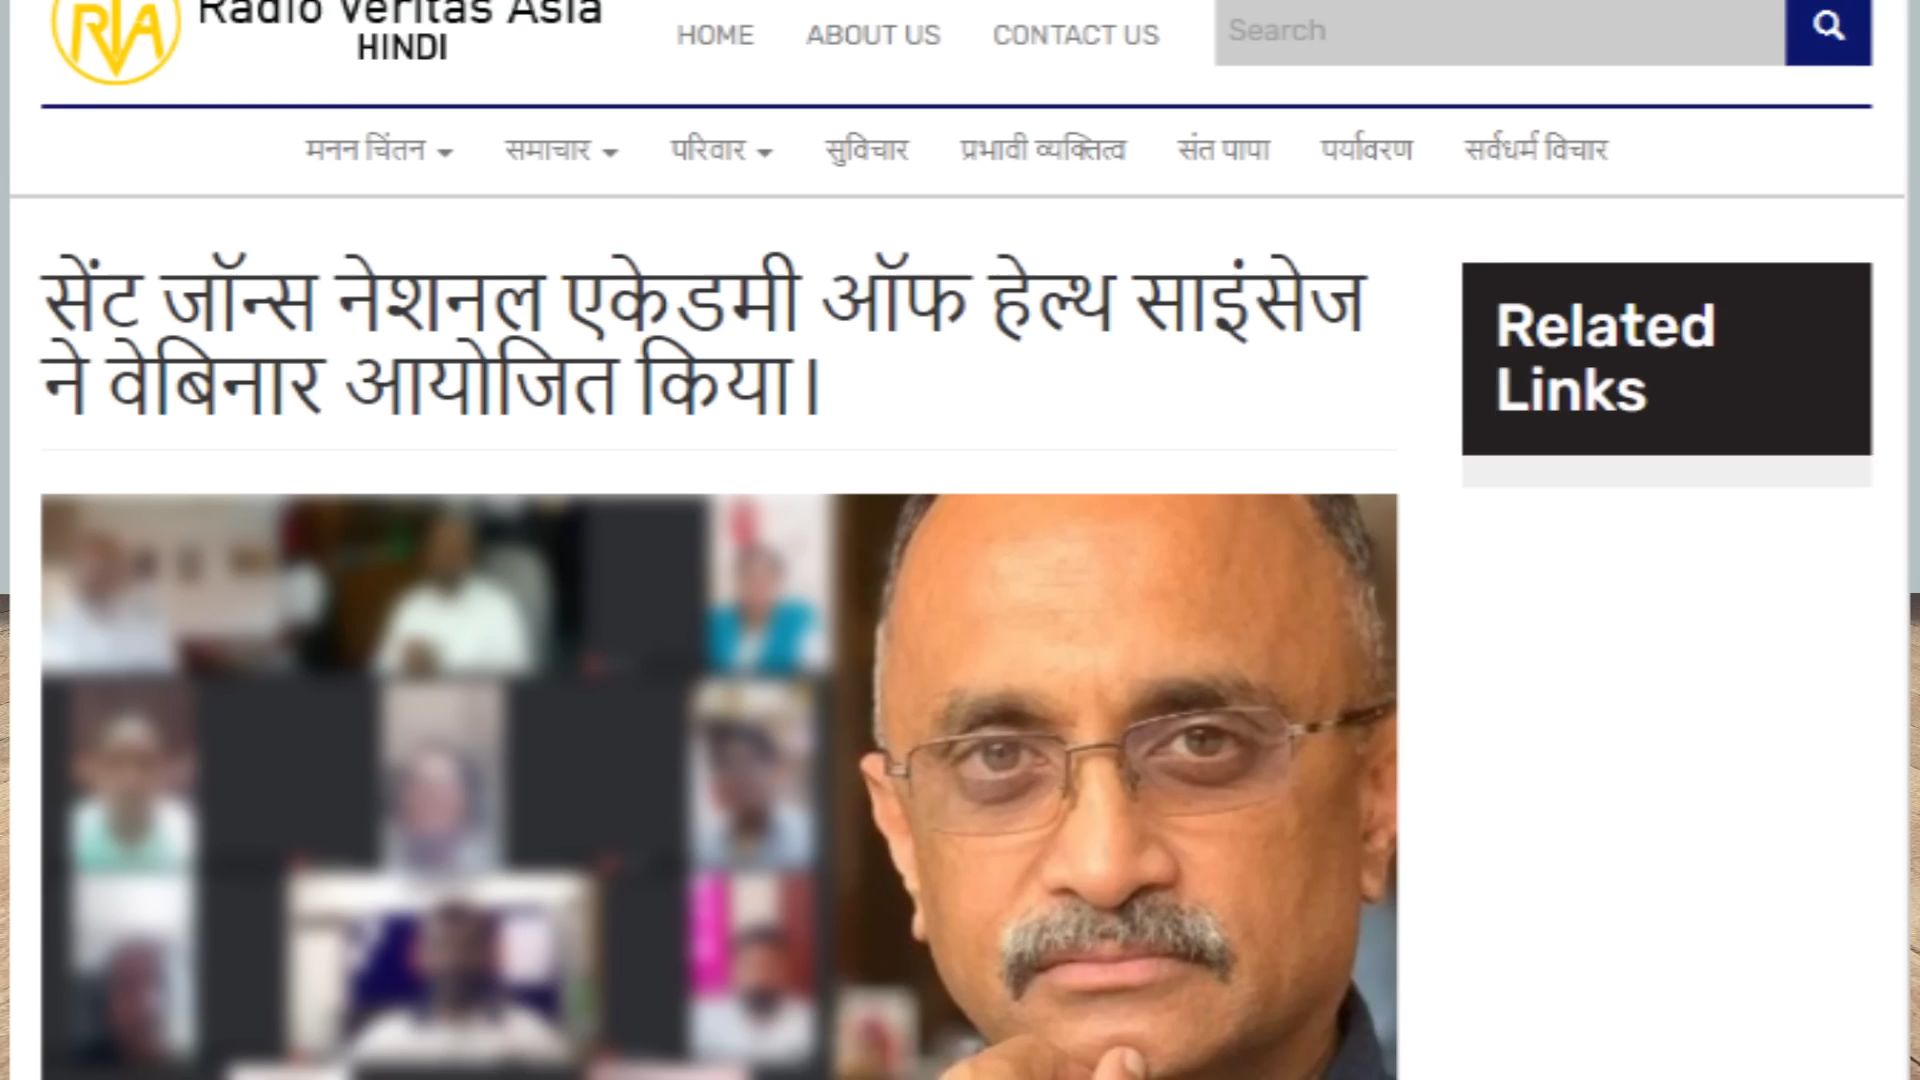 RVA
Radio Veritas Asia
HINDI
HOME ABOUT US CONTACT US Search
मनन चिंतन समाचार परिवार सुविचार प्रभावी व्यक्तित्व संत पापा पर्यावरण सर्वधर्म विचार
सेंट जॉन्स नेशनल एकेडमी ऑफ हेल्थ साइंसेज
ने वेबिनार आयोजित किया।
Related
Links